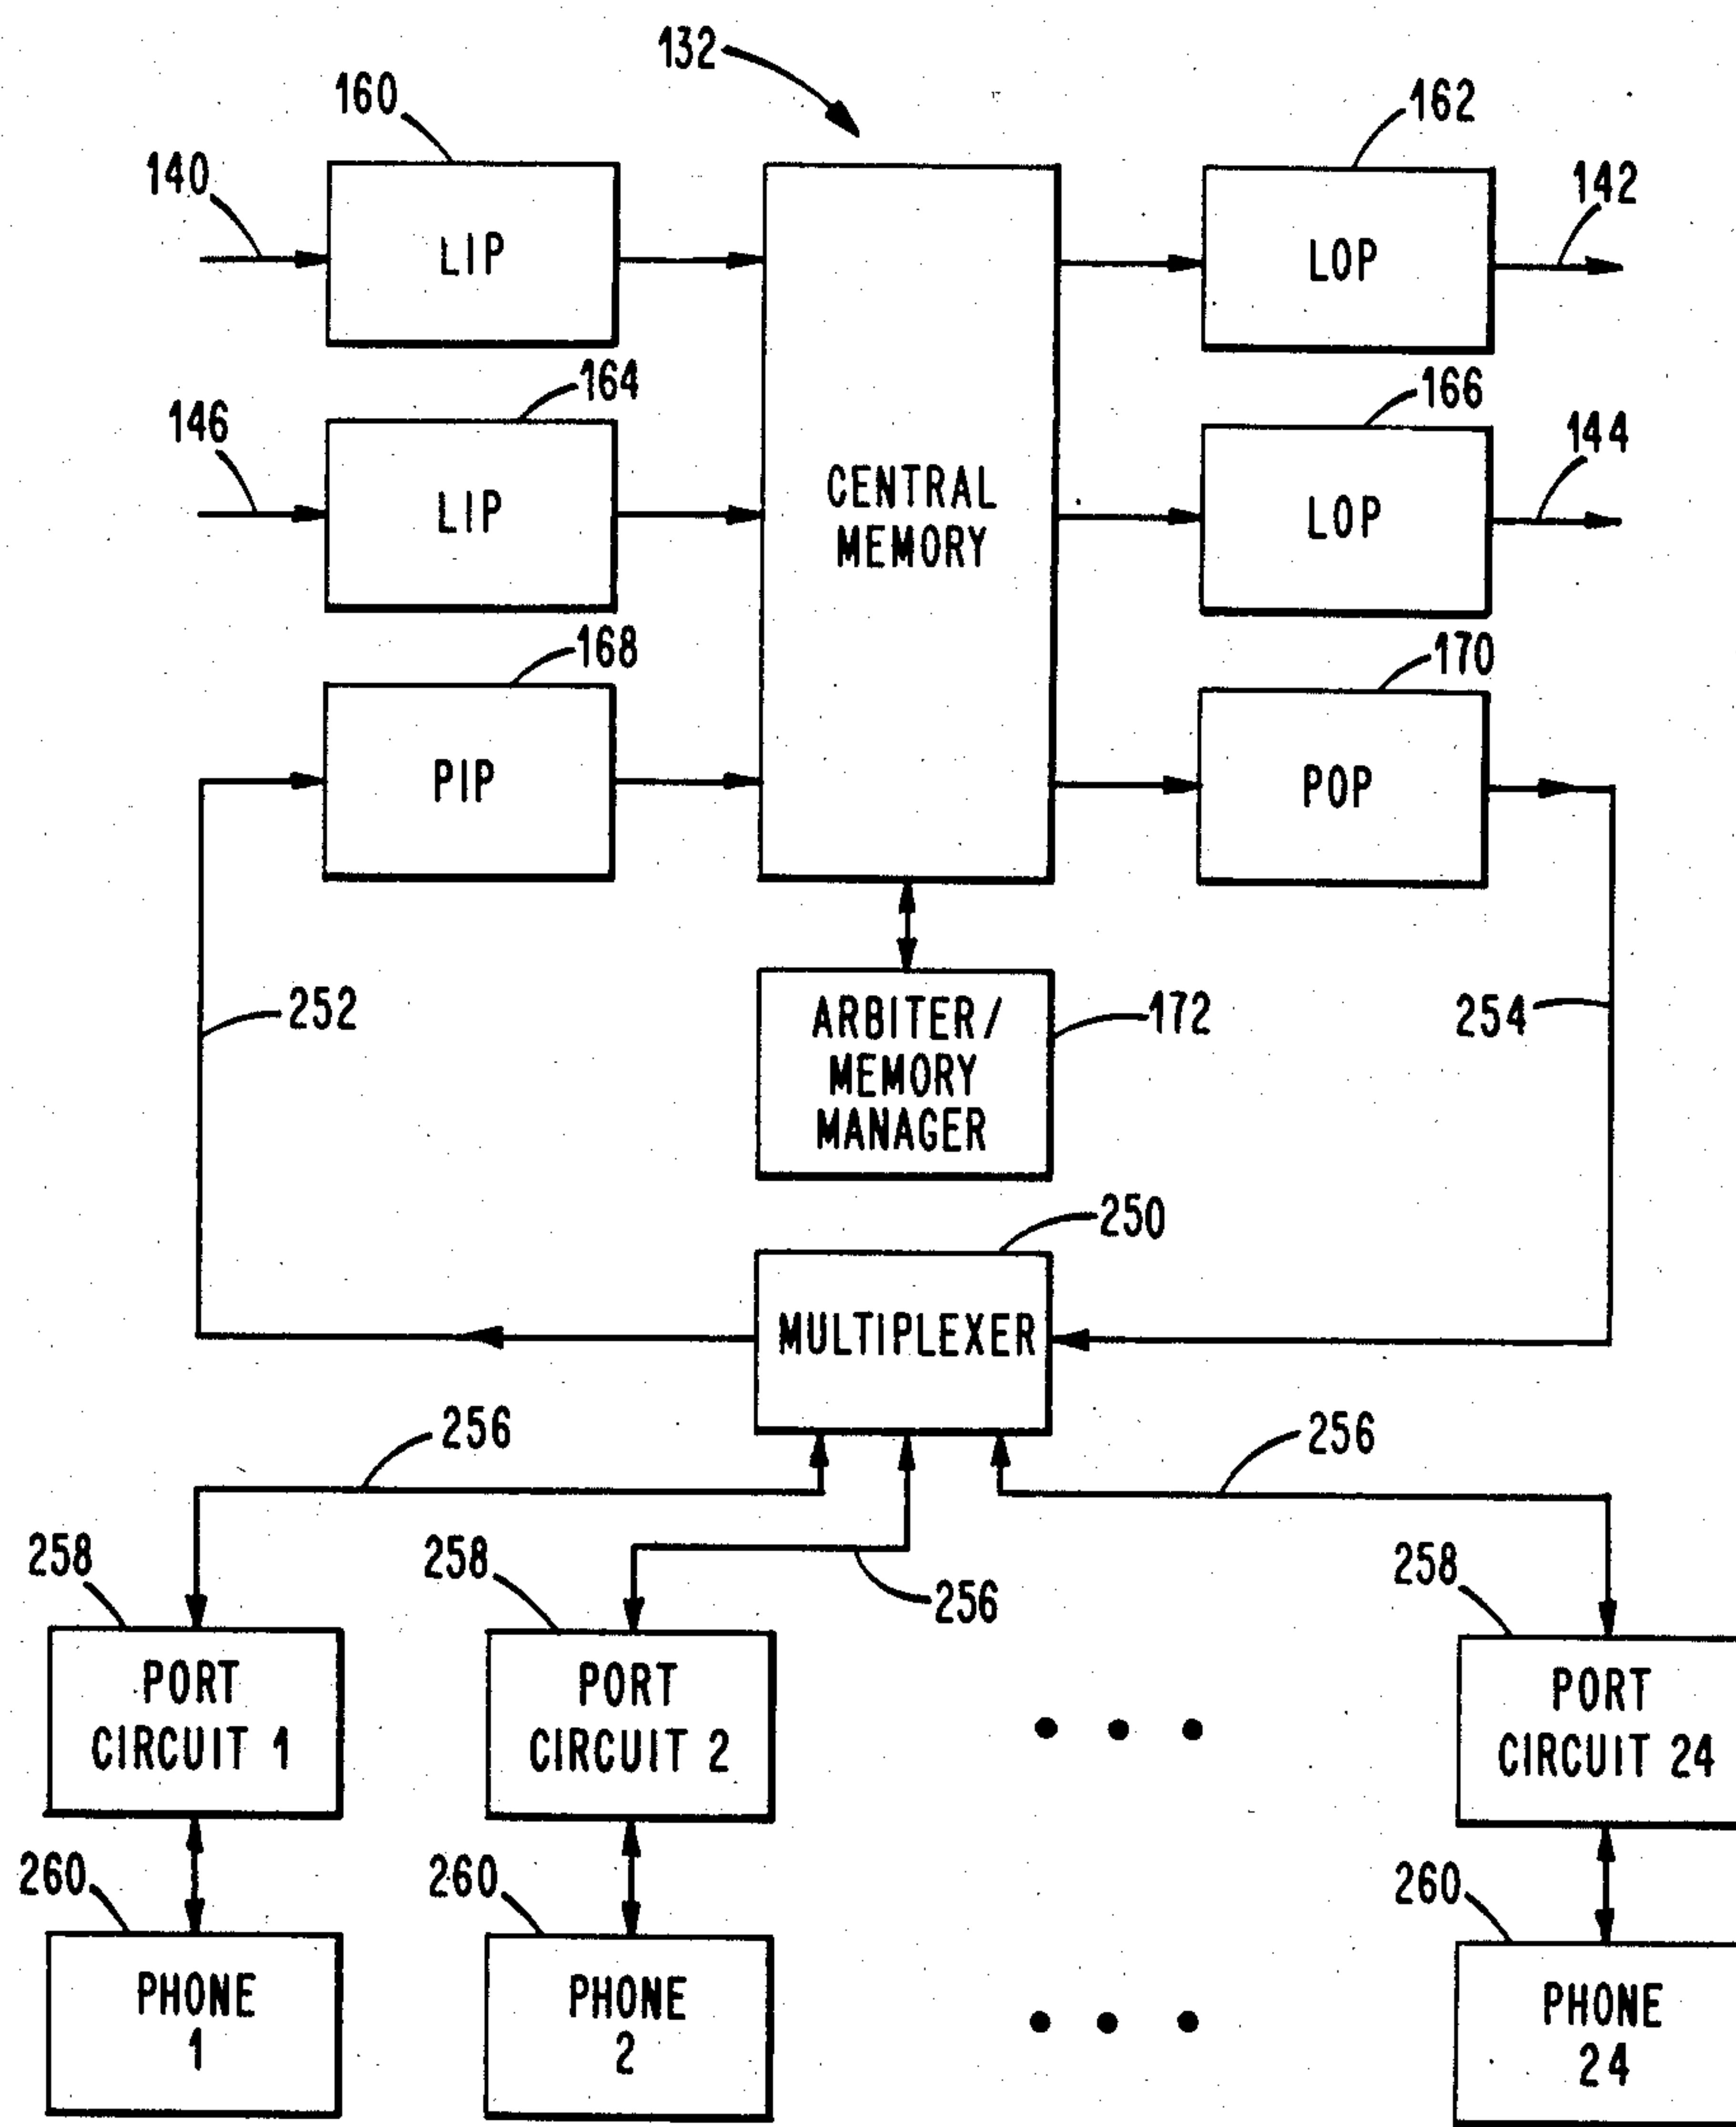 132
160
162
140
142
LIP
LOP
164
166
146
144
LIP
CENTRAL
MEMORY
LOP
168
170
PIP
POP
252
ARBITER/
MEMORY
MANAGER
172
254
250
MULTIPLEXER
256
256
258
258
256
258
PORT
CIRCUIT 1
PORT
CIRCUIT 2
PORT
CIRCUIT 24
260
260
260
PHONE
1
PHONE
2
PHONE
24